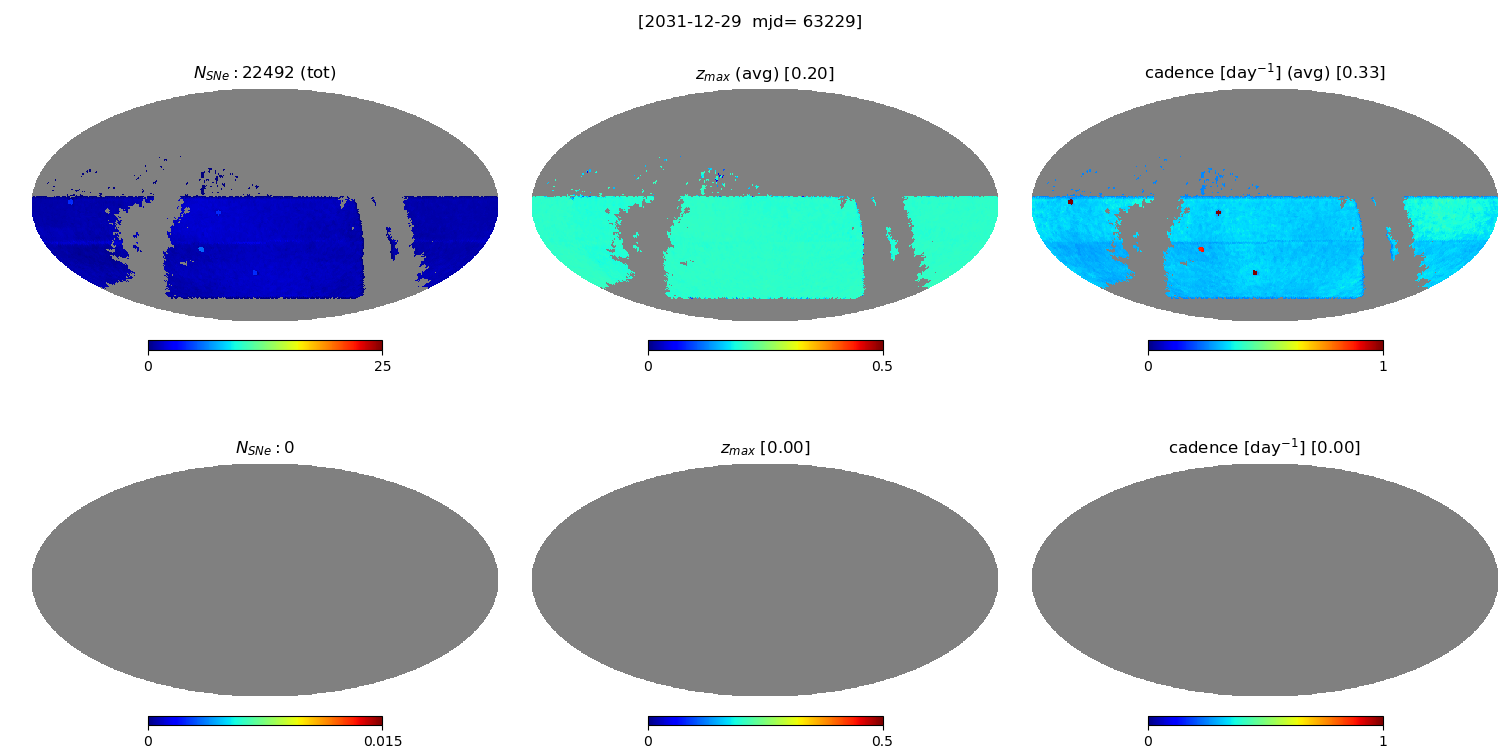 [2031-12-29  mjd= 63229]
N_{SNe} : 22492 (tot)
z_{max} (avg) [0.20]
cadence [day^{-1}] (avg) [0.33]
0 25
0 0.5
0 1
N_{SNe} : 0
z_{max} [0.00]
cadence [day^{-1}] [0.00]
0 0.015
0 0.5
0 1